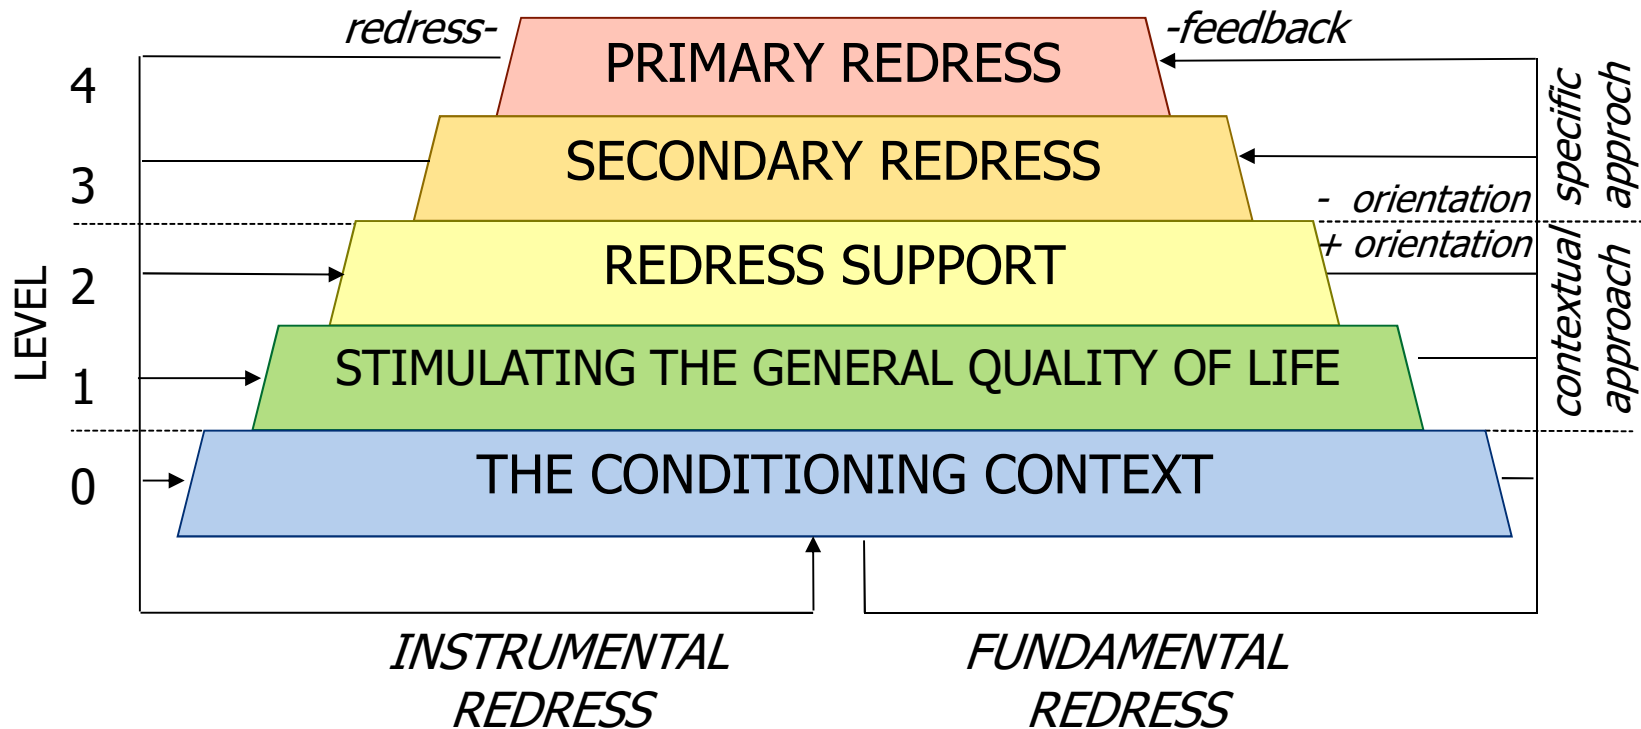 redress-
-feedback
PRIMARY REDRESS
4
SECONDARY REDRESS
3
- orientation
specific
approch
+ orientation
REDRESS SUPPORT
2
LEVEL
contextual
approach
STIMULATING THE GENERAL QUALITY OF LIFE
1
THE CONDITIONING CONTEXT
0
INSTRUMENTAL
REDRESS
FUNDAMENTAL
REDRESS